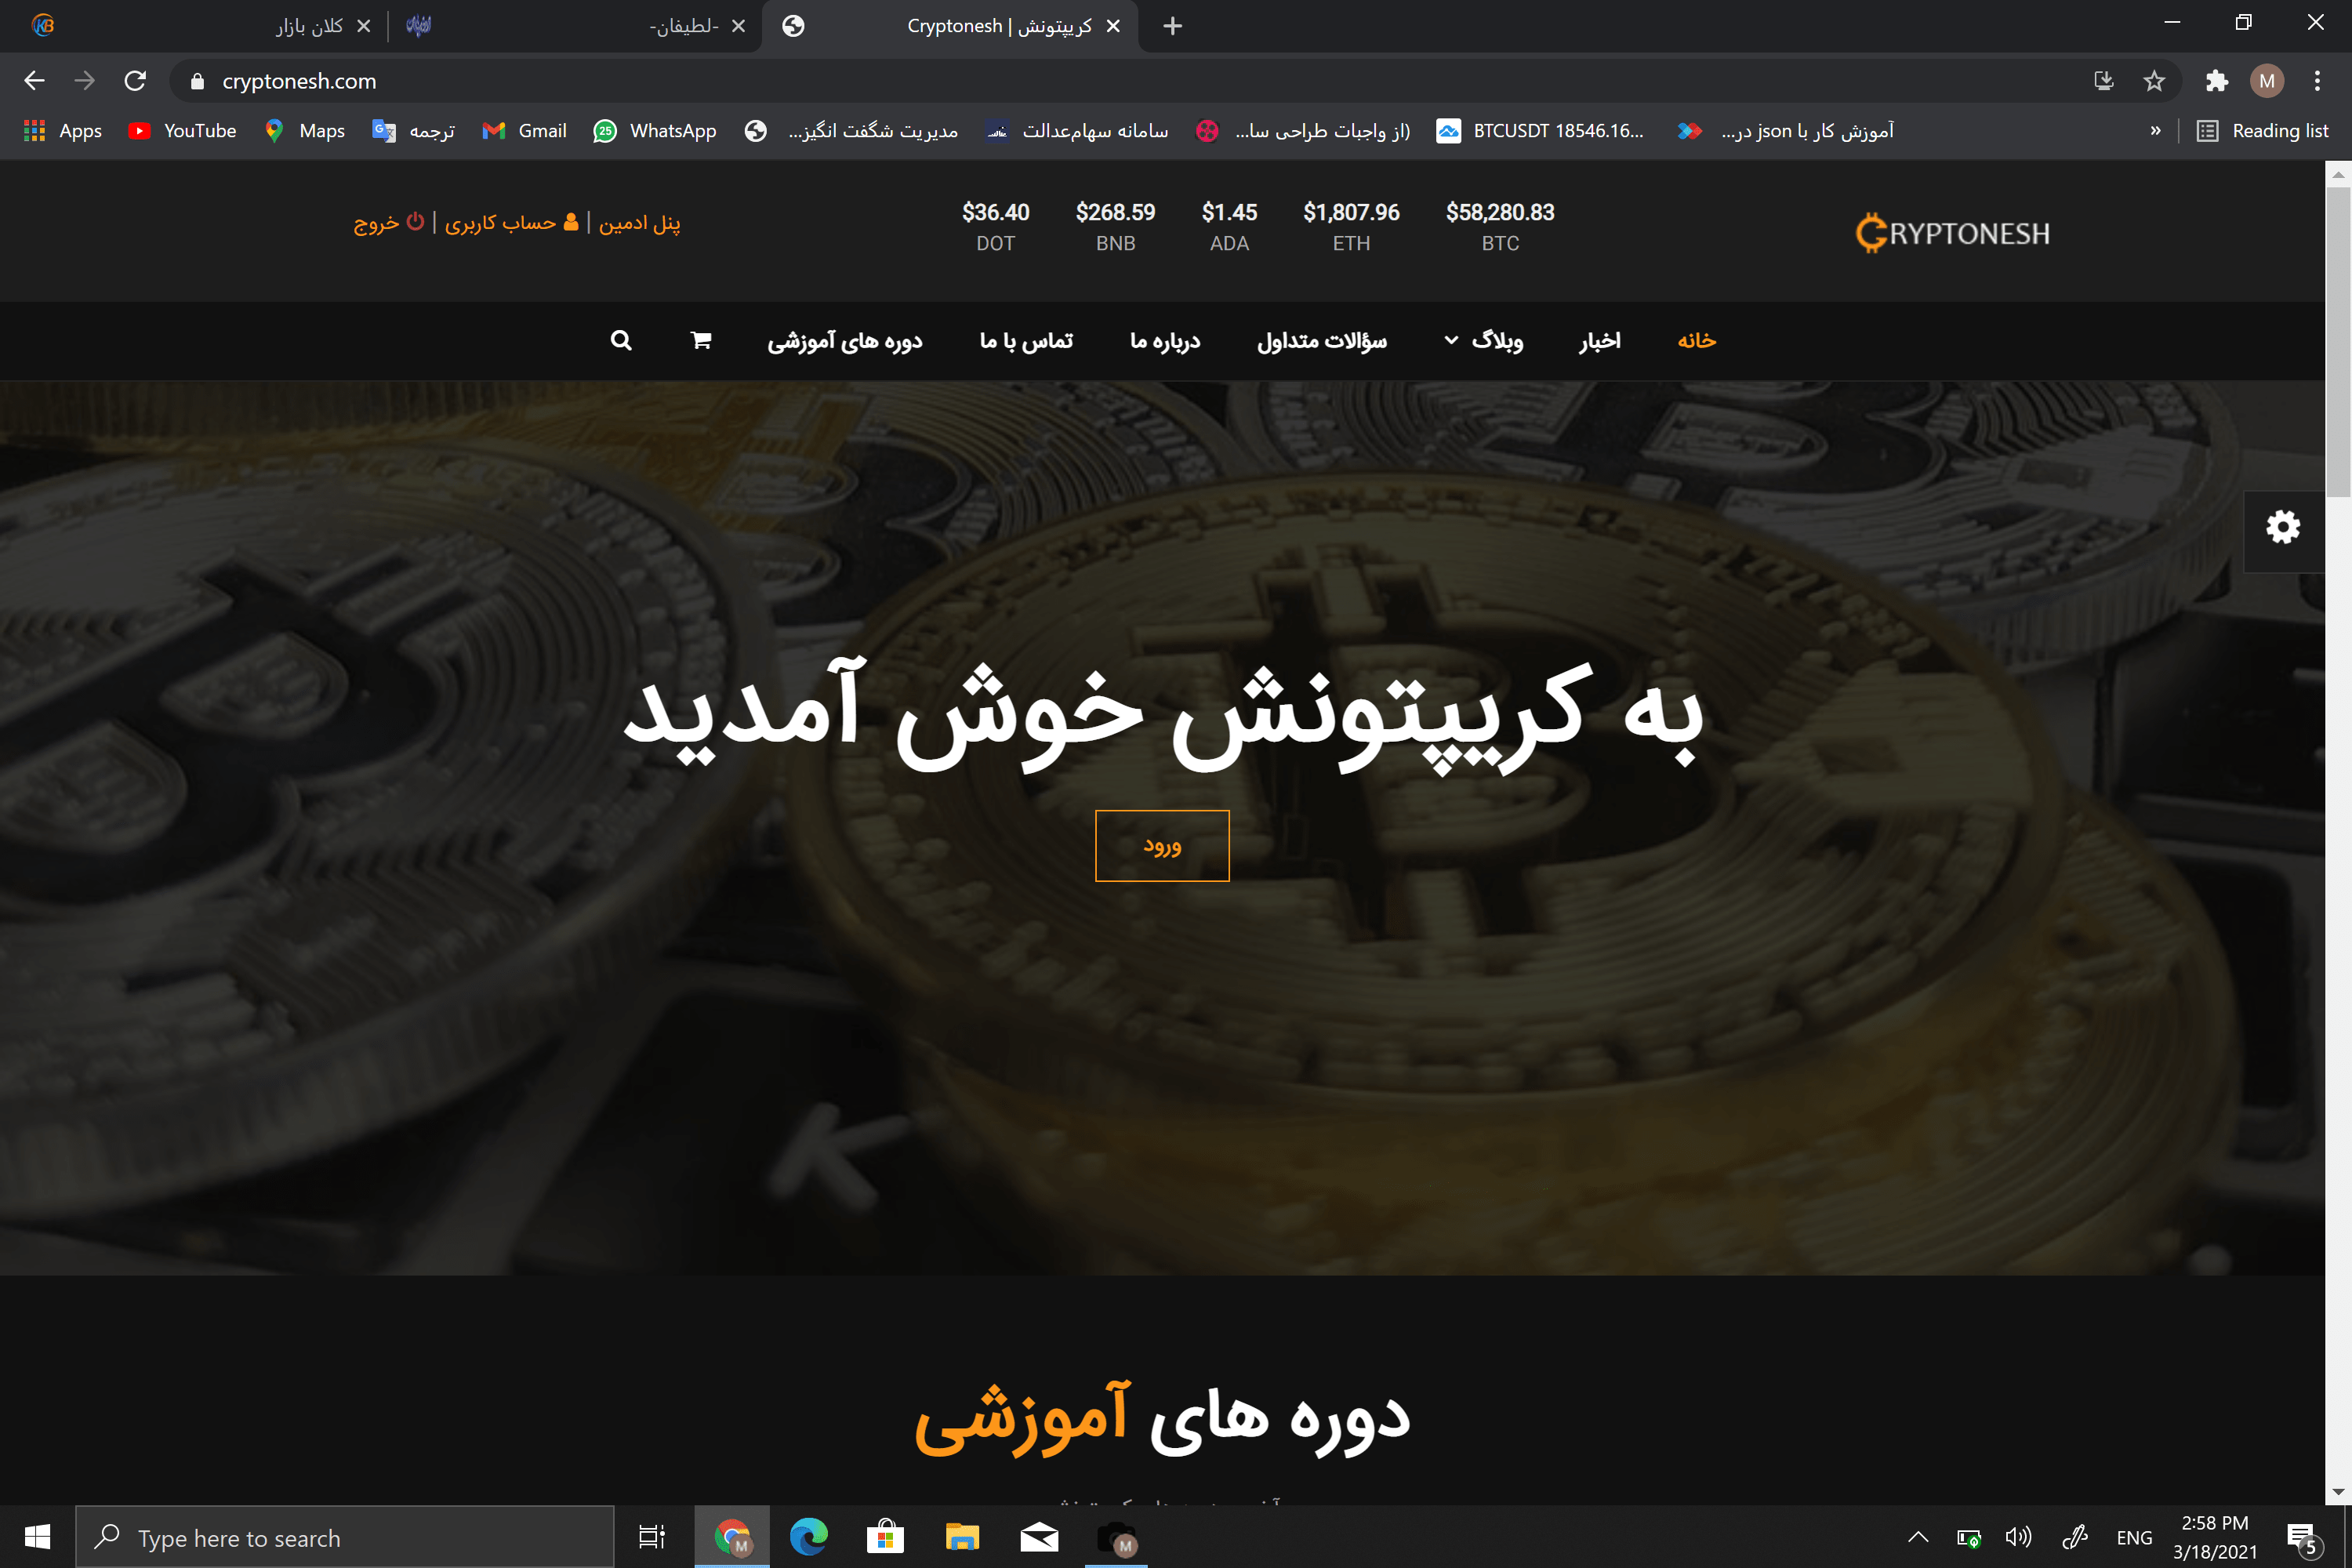 کلان بازار
-لطیفان-
کریپتونش | Cryptonesh
cryptonesh.com
M
Apps
YouTube
Maps
ترجمه
Gmail
25
WhatsApp
مدیریت شگفت انگیز...
سامانه سهام‌عدالت
(از واجبات طراحی سا...
BTCUSDT 18546.16...
آموزش کار با json در...
»
Reading list
CRYPTONESH
$58,280.83
BTC
$1,807.96
ETH
$1.45
ADA
$268.59
BNB
$36.40
DOT
پنل ادمین | حساب کاربری | خروج
خانه
اخبار
وبلاگ
سؤالات متداول
درباره ما
تماس با ما
دوره های آموزشی
به کریپتونش خوش آمدید
ورود
دوره های آموزشی
Type here to search
M
M
ENG
2:58 PM
3/18/2021
5